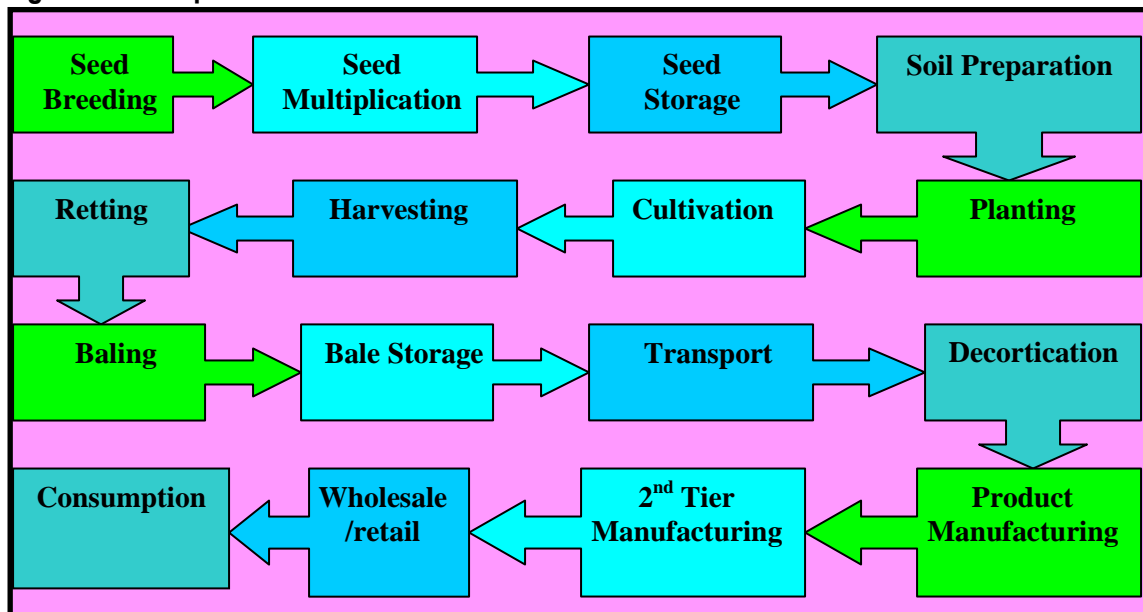 Seed
Breeding
Seed
Multiplication
Seed
Storage
Soil Preparation
Retting
Harvesting
Cultivation
Planting
Baling
Bale Storage
Transport
Decortication
Consumption
Wholesale
/retail
2nd Tier
Manufacturing
Product
Manufacturing